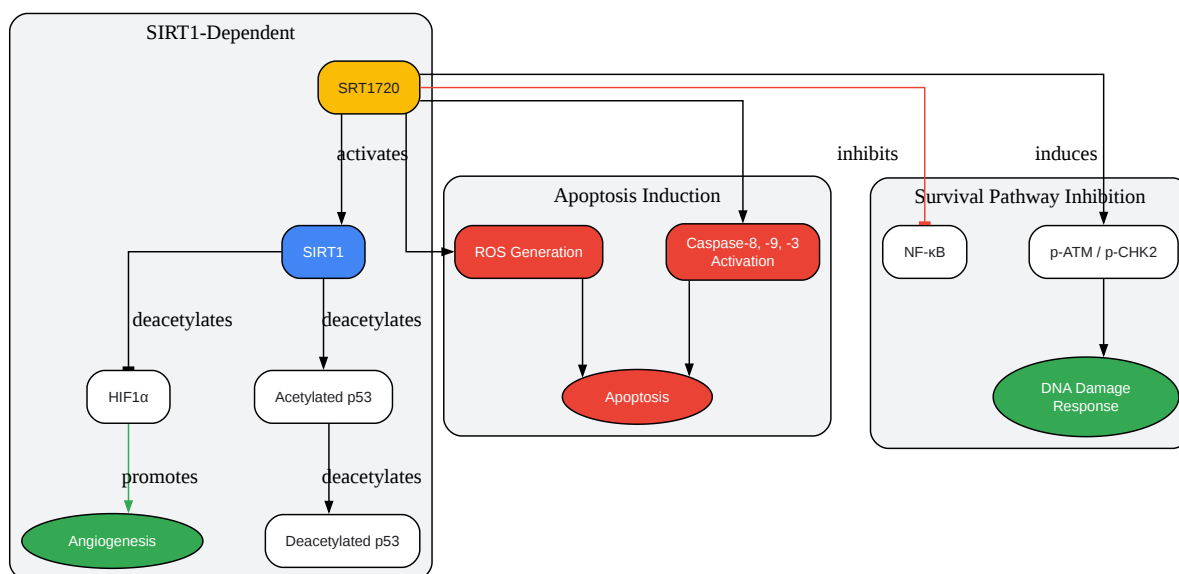 SIRT1-Dependent
SRT1720
activates
inhibits
induces
Apoptosis Induction
Survival Pathway Inhibition
SIRT1
ROS Generation
Caspase-8, -9, -3
Activation
NF-κB
p-ATM / p-CHK2
deacetylates
deacetylates
HIF1α
Acetylated p53
Apoptosis
DNA Damage
Response
promotes
deacetylates
Angiogenesis
Deacetylated p53